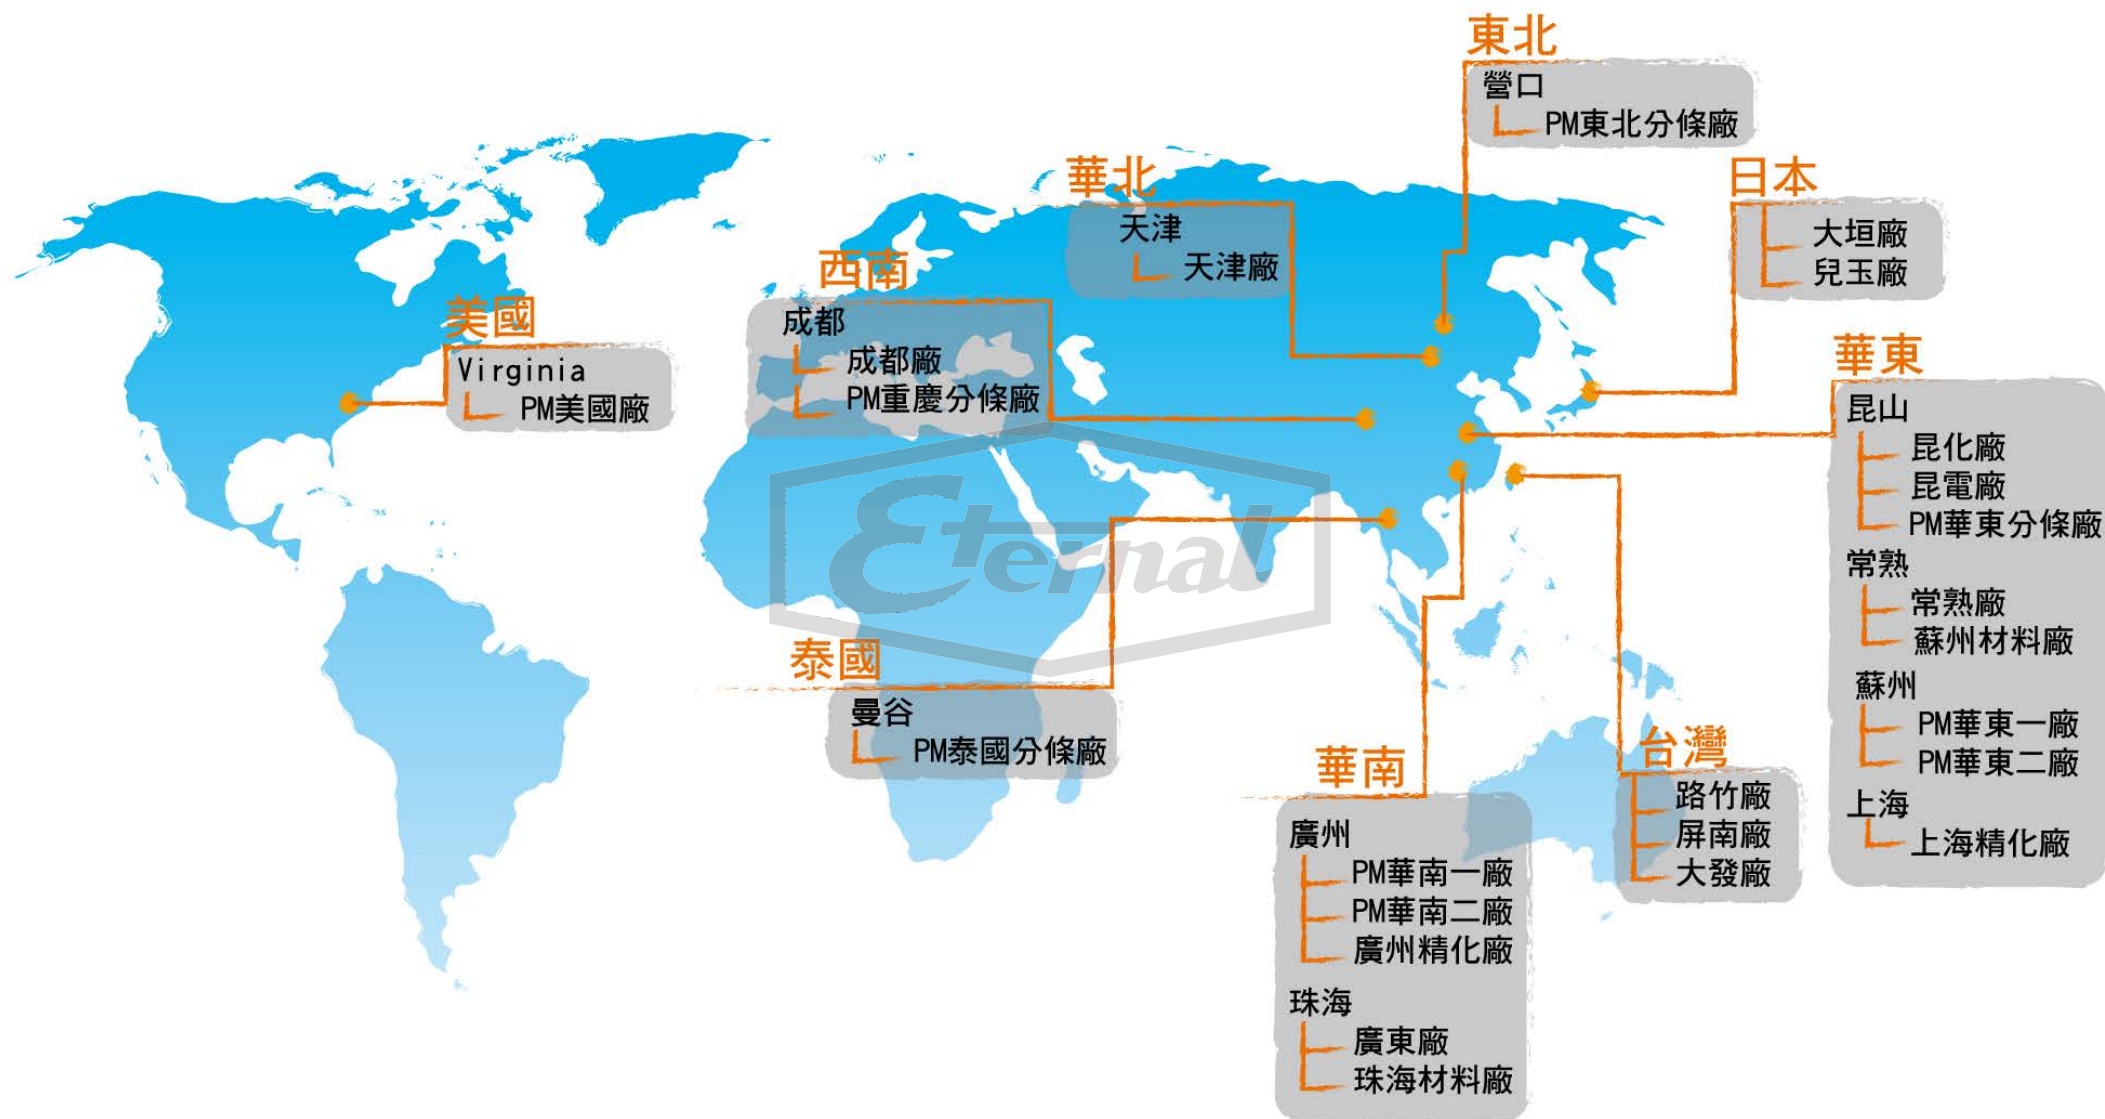 東北
營口
PM東北分條廠
華北
天津
天津廠
日本
大垣廠
兒玉廠
西南
成都
成都廠
PM重慶分條廠
美國
Virginia
PM美國廠
華東
昆山
昆化廠
昆電廠
PM華東分條廠
常熟
常熟廠
蘇州材料廠
蘇州
PM華東一廠
PM華東二廠
上海
上海精化廠
Eternal
泰國
曼谷
PM泰國分條廠
華南
廣州
PM華南一廠
PM華南二廠
廣州精化廠
珠海
廣東廠
珠海材料廠
台灣
路竹廠
屏南廠
大發廠